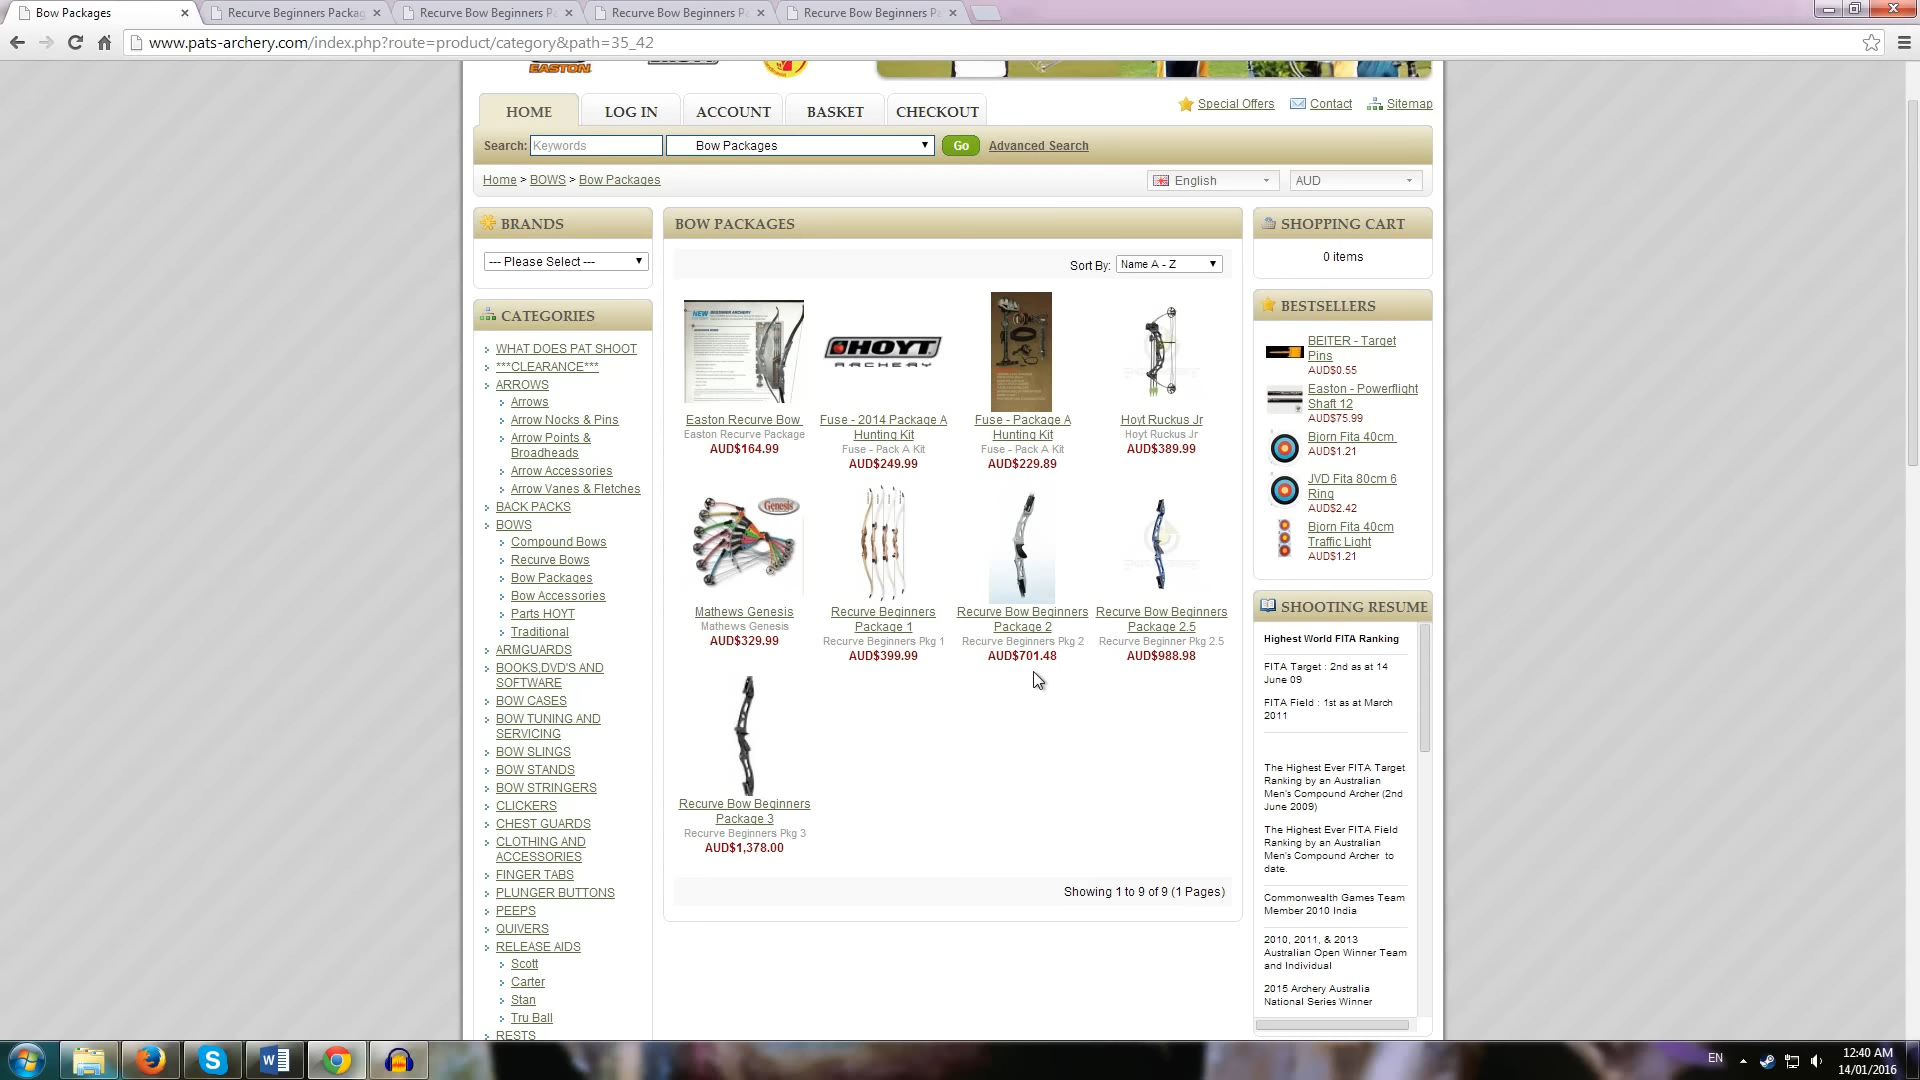 Bow Packages
Recurve Beginners Packag
Recurve Bow Beginners P
Recurve Bow Beginners P
Recurve Bow Beginners P
www.pats-archery.com/index.php?route=product/category&path=35_42
EASTON
HOME
LOG IN
ACCOUNT
BASKET
CHECKOUT
Special Offers
Contact
Sitemap
Search:
Keywords
Bow Packages
Go
Advanced Search
Home > BOWS > Bow Packages
English
AUD
BRANDS
--- Please Select ---
CATEGORIES
WHAT DOES PAT SHOOT
***CLEARANCE***
ARROWS
Arrows
Arrow Nocks & Pins
Arrow Points &
Broadheads
Arrow Accessories
Arrow Vanes & Fletches
BACK PACKS
BOWS
Compound Bows
Recurve Bows
Bow Packages
Bow Accessories
Parts HOYT
Traditional
ARMGUARDS
BOOKS,DVD'S AND
SOFTWARE
BOW CASES
BOW TUNING AND
SERVICING
BOW SLINGS
BOW STANDS
BOW STRINGERS
CLICKERS
CHEST GUARDS
CLOTHING AND
ACCESSORIES
FINGER TABS
PLUNGER BUTTONS
PEEPS
QUIVERS
RELEASE AIDS
Scott
Carter
Stan
Tru Ball
RESTS
BOW PACKAGES
Sort By:
Name A - Z
NEW
HOYT
ARCHERY
Easton Recurve Bow
Easton Recurve Package
AUD$164.99
Fuse - 2014 Package A
Hunting Kit
Fuse - Pack A Kit
AUD$249.99
Fuse - Package A
Hunting Kit
Fuse - Pack A Kit
AUD$229.89
Hoyt Ruckus Jr
Hoyt Ruckus Jr
AUD$389.99
Genesis
Mathews Genesis
Mathews Genesis
AUD$329.99
Recurve Beginners
Package 1
Recurve Beginners Pkg 1
AUD$399.99
Recurve Bow Beginners
Package 2
Recurve Beginners Pkg 2
AUD$701.48
Recurve Bow Beginners
Package 2.5
Recurve Beginner Pkg 2.5
AUD$988.98
Recurve Bow Beginners
Package 3
Recurve Beginners Pkg 3
AUD$1,378.00
Showing 1 to 9 of 9 (1 Pages)
SHOPPING CART
0 items
BESTSELLERS
BEITER - Target
Pins
AUD$0.55
Easton - Powerflight
Shaft 12
AUD$75.99
Bjorn Fita 40cm
AUD$1.21
JVD Fita 80cm 6
Ring
AUD$2.42
Bjorn Fita 40cm
Traffic Light
AUD$1.21
SHOOTING RESUME
Highest World FITA Ranking
FITA Target : 2nd as at 14
June 09
FITA Field : 1st as at March
2011
The Highest Ever FITA Target
Ranking by an Australian
Men's Compound Archer (2nd
June 2009)
The Highest Ever FITA Field
Ranking by an Australian
Men's Compound Archer to
date.
Commonwealth Games Team
Member 2010 India
2010, 2011, & 2013
Australian Open Winner Team
and Individual
2015 Archery Australia
National Series Winner
EN
12:40 AM
14/01/2016